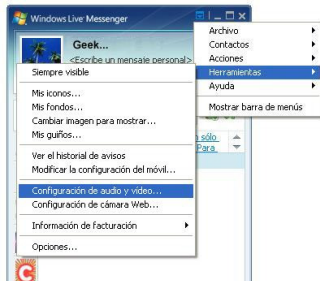 Windows Live Messenger
Geek...
<Escribe un mensaje personal>
Archivo
Contactos
Acciones
Herramientas
Ayuda
Mostrar barra de menús
Siempre visible
Mis iconos...
Mis fondos...
Cambiar imagen para mostrar...
Mis guiños...
Ver el historial de avisos
Modificar la configuración del móvil...
Configuración de audio y vídeo...
Configuración de cámara Web...
Información de facturación
Opciones...
sólo
Para
C